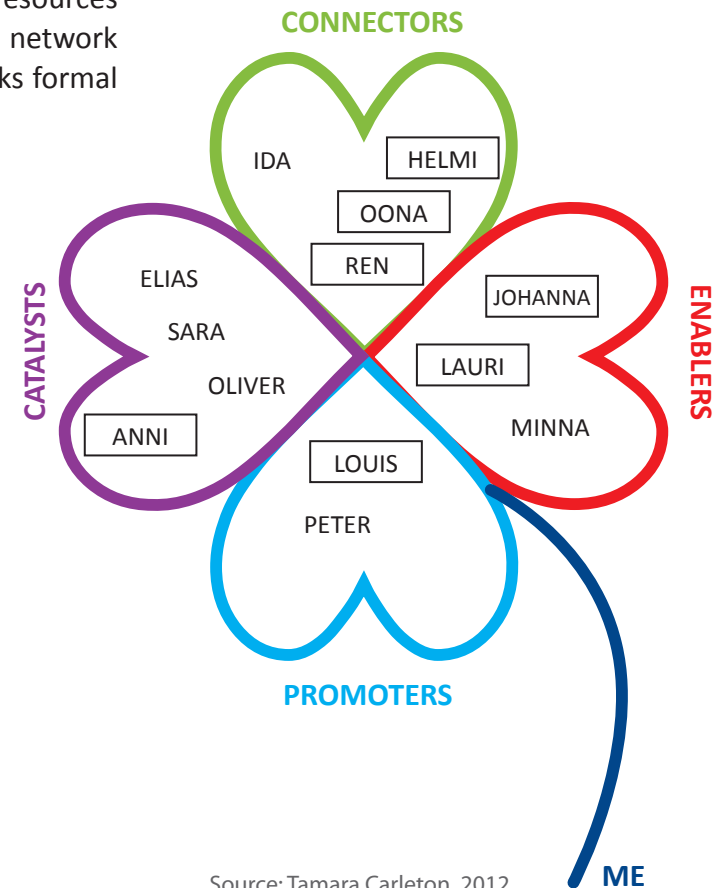 resources
network
ks formal
CONNECTORS
IDA
HELMI
OONA
REN
CATALYSTS
ELIAS
SARA
OLIVER
ANNI
ENABLERS
JOHANNA
LAURI
MINNA
LOUIS
PETER
PROMOTERS
ME
Source: Tamara Carleton, 2012